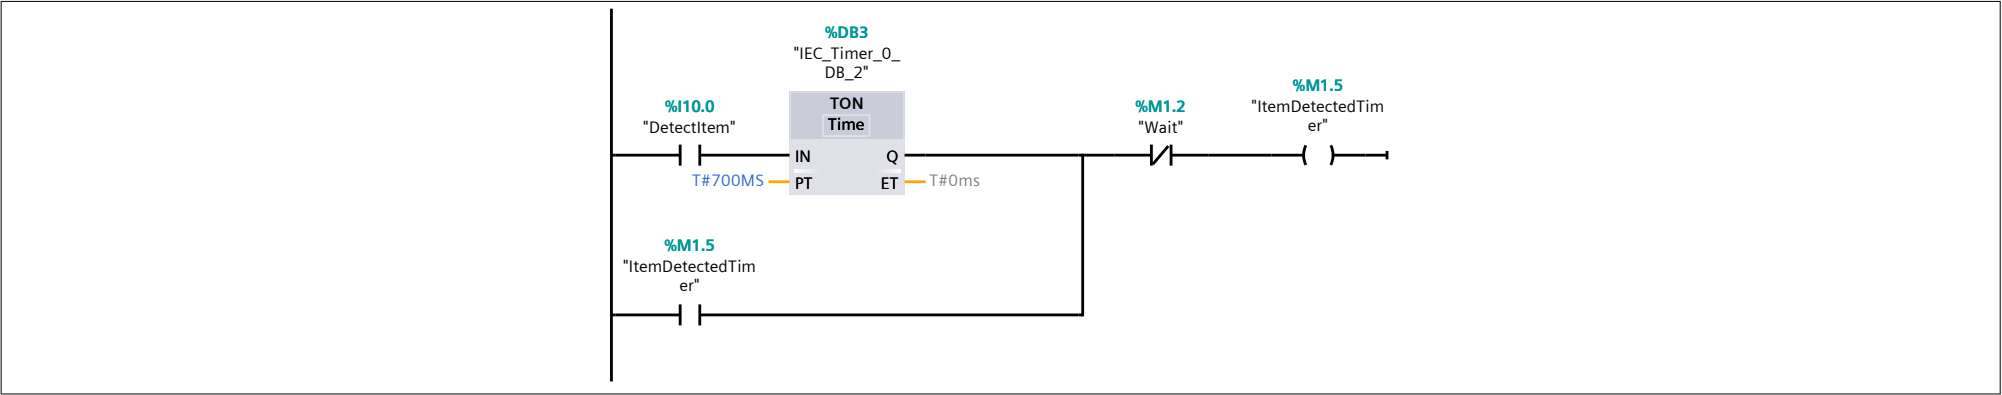 %DB3
"IEC_Timer_0_
DB_2"
%M1.5
%I10.0
TON
%M1.2
"ItemDetectedTim
"DetectItem"
Time
"Wait"
er"
IN
Q
T#700MS
PT
ET
T#0ms
%M1.5
"ItemDetectedTim
er"